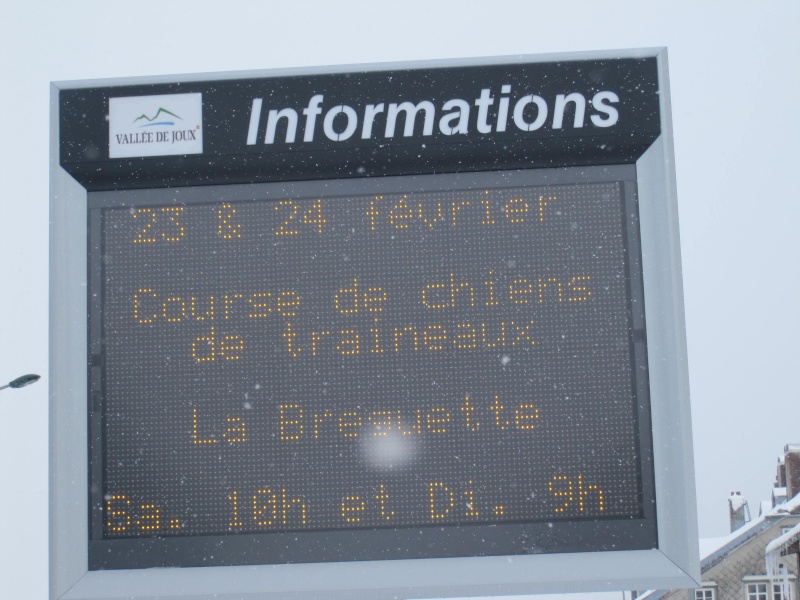 VALLÉE DE JOUX
Informations
23 & 24 février
Course de chiens
de traineaux
La Breguette
Sa. 10h et Di. 9h